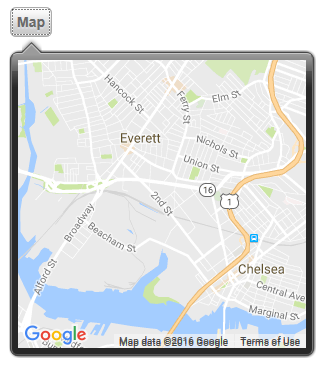 Map
Hancock St
Elm St
Ferry St
Everett
Nichols St
Union St
16
1
2nd St
Broadway
Beacham St
Alford St
Chelsea
Central Ave
Marginal St
Google
Map data ©2016 Google
Terms of Use